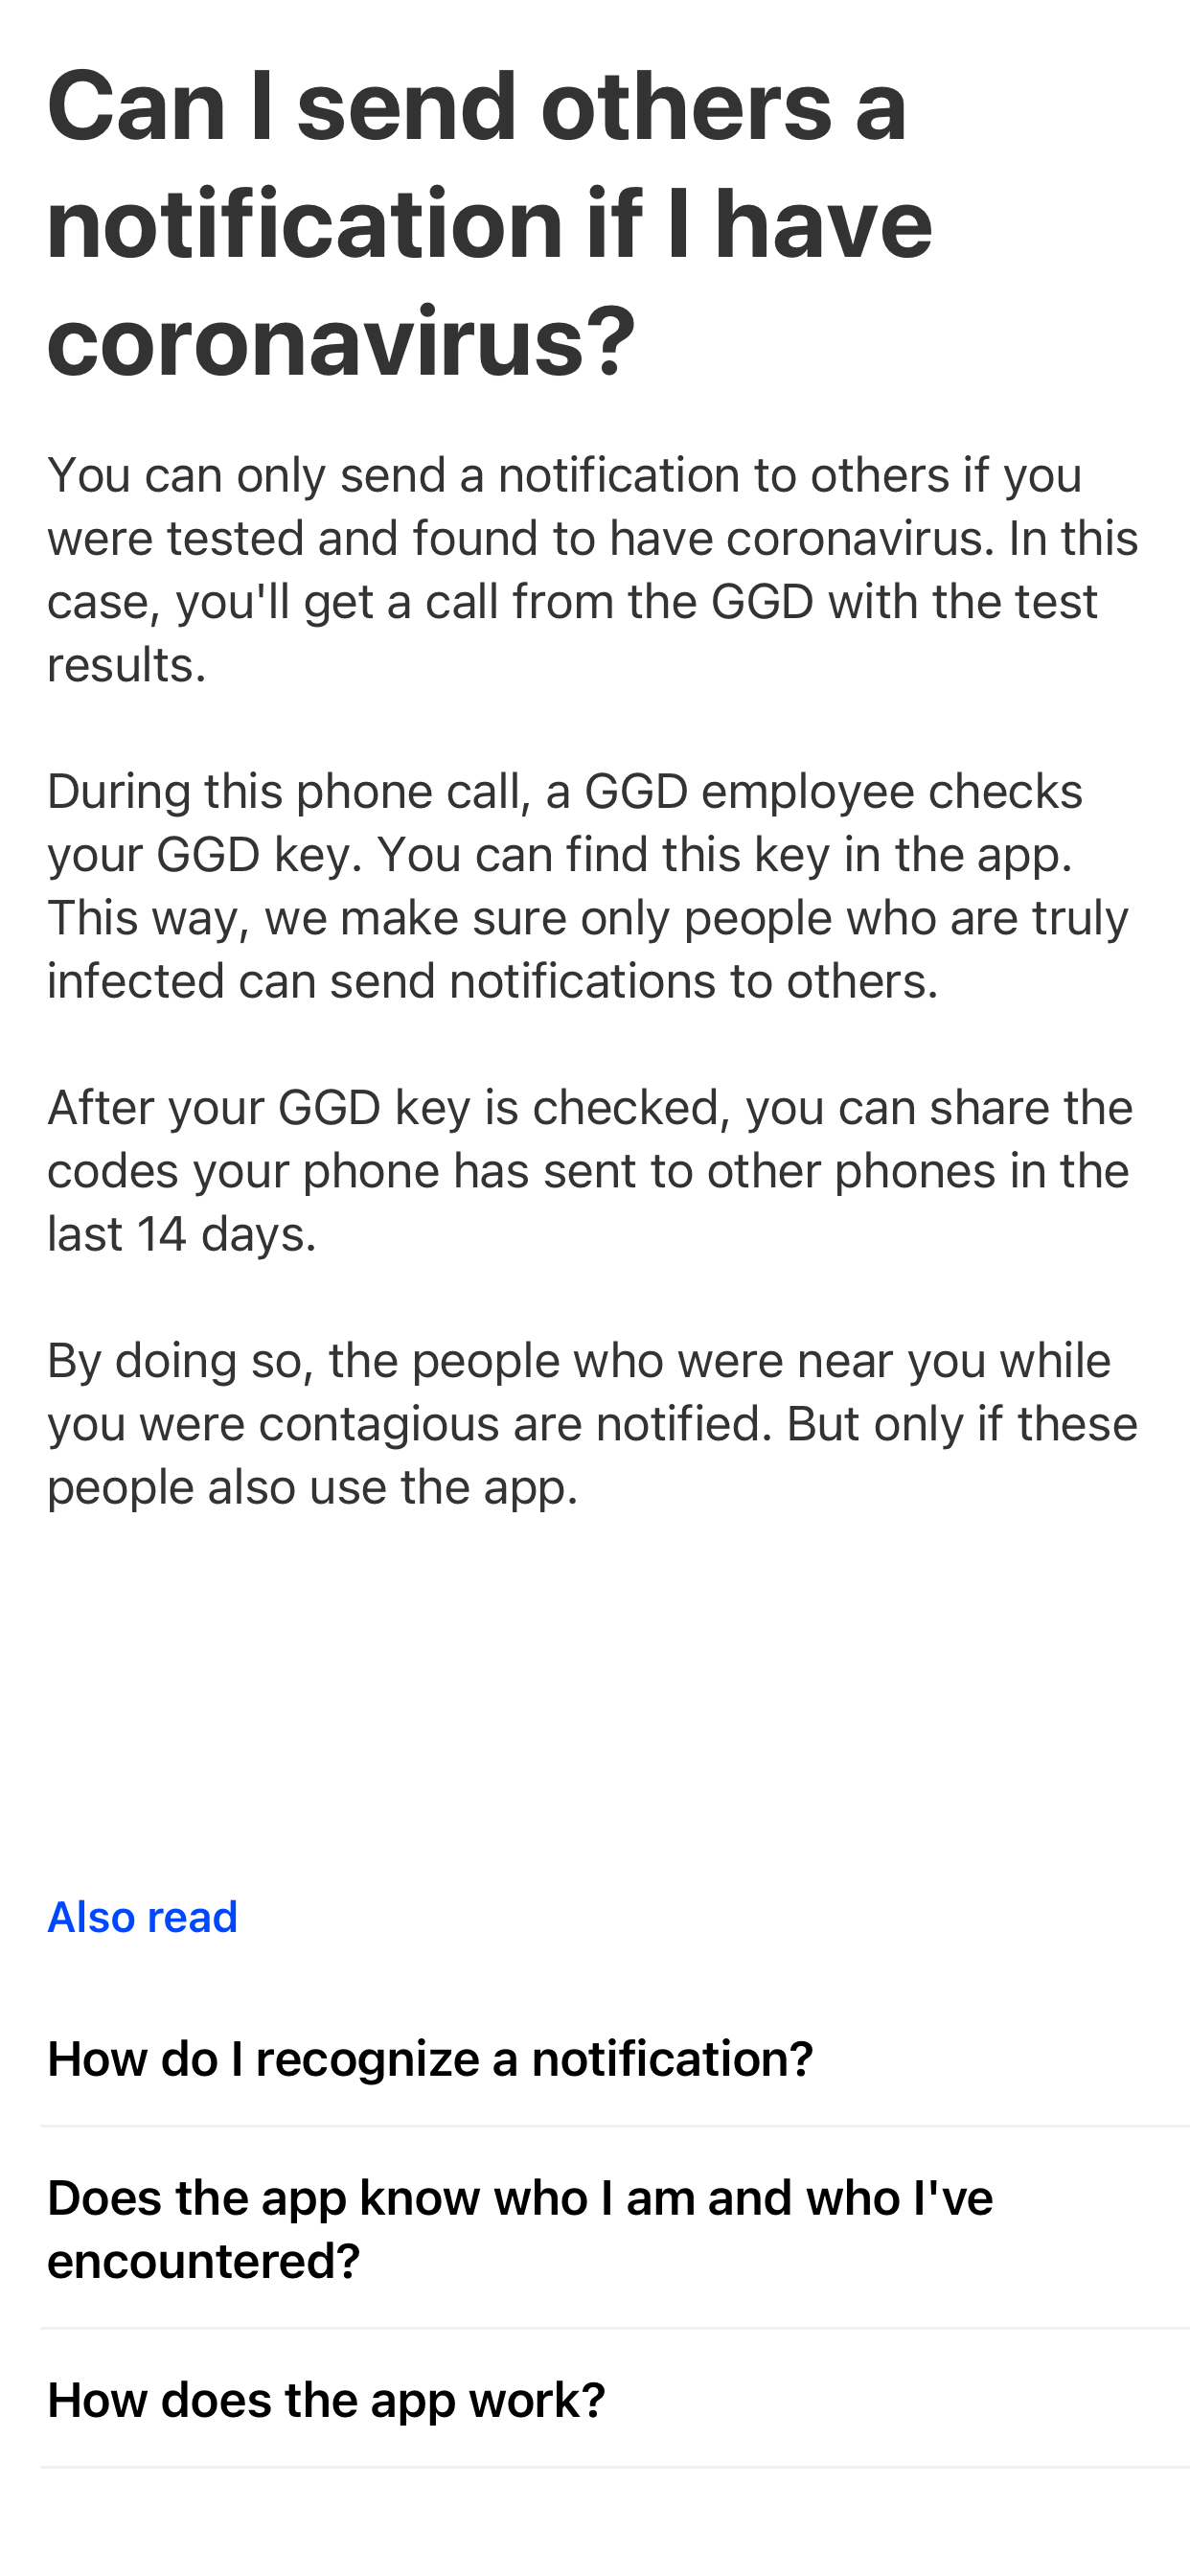 Can I send others a
notification if I have
coronavirus?
You can only send a notification to others if you
were tested and found to have coronavirus. In this
case, you'll get a call from the GGD with the test
results.
During this phone call, a GGD employee checks
your GGD key. You can find this key in the app.
This way, we make sure only people who are truly
infected can send notifications to others.
After your GGD key is checked, you can share the
codes your phone has sent to other phones in the
last 14 days.
By doing so, the people who were near you while
you were contagious are notified. But only if these
people also use the app.
Also read
How do I recognize a notification?
Does the app know who I am and who I've
encountered?
How does the app work?